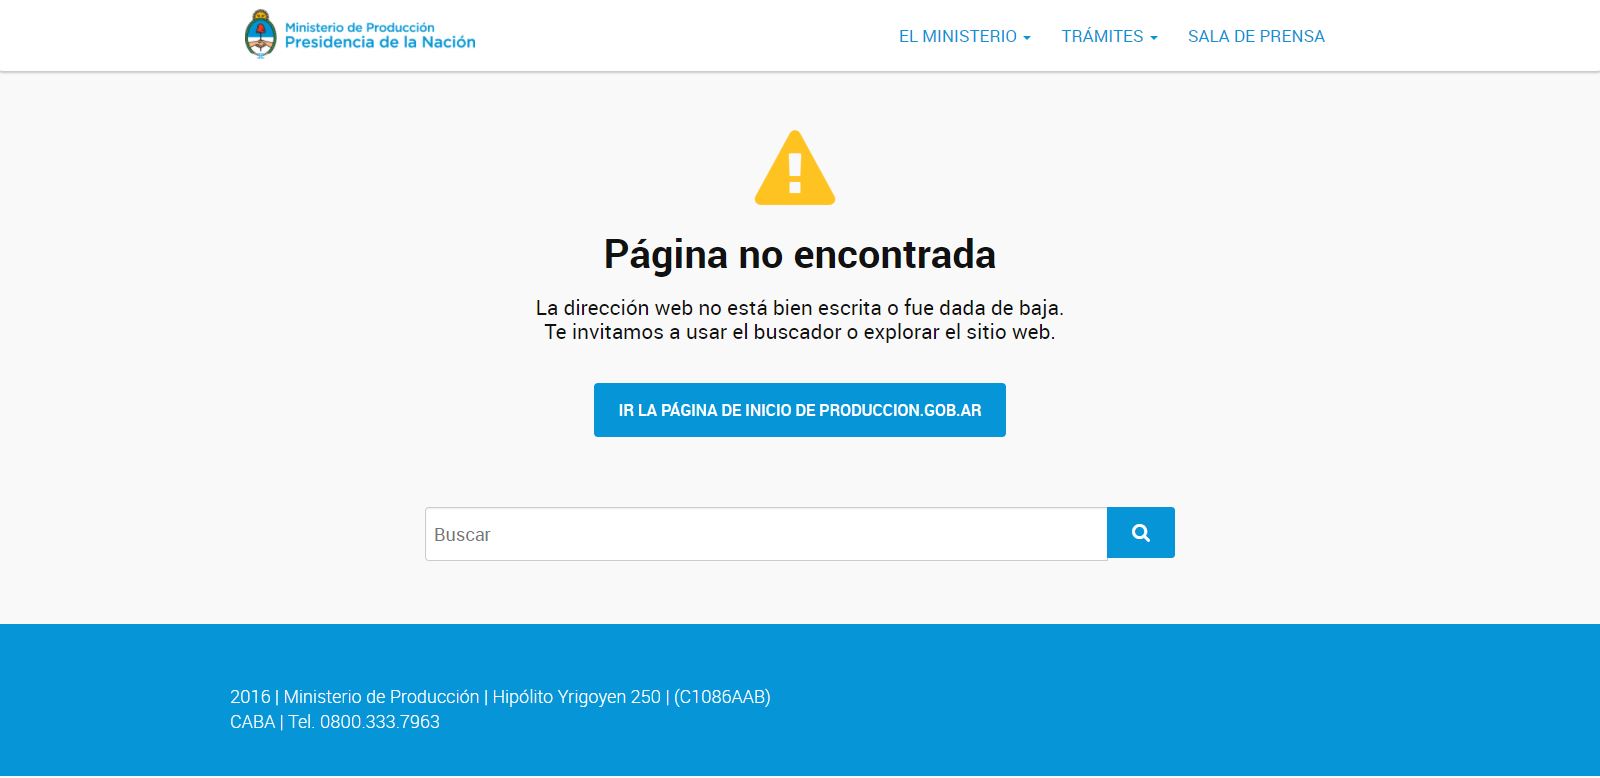 Ministerio de Producción
Presidencia de la Nación
EL MINISTERIO
TRÁMITES
SALA DE PRENSA
Página no encontrada
La dirección web no está bien escrita o fue dada de baja.
Te invitamos a usar el buscador o explorar el sitio web.
IR LA PÁGINA DE INICIO DE PRODUCCION.GOB.AR
Buscar
2016 | Ministerio de Producción | Hipólito Yrigoyen 250 | (C1086AAB)
CABA | Tel. 0800.333.7963